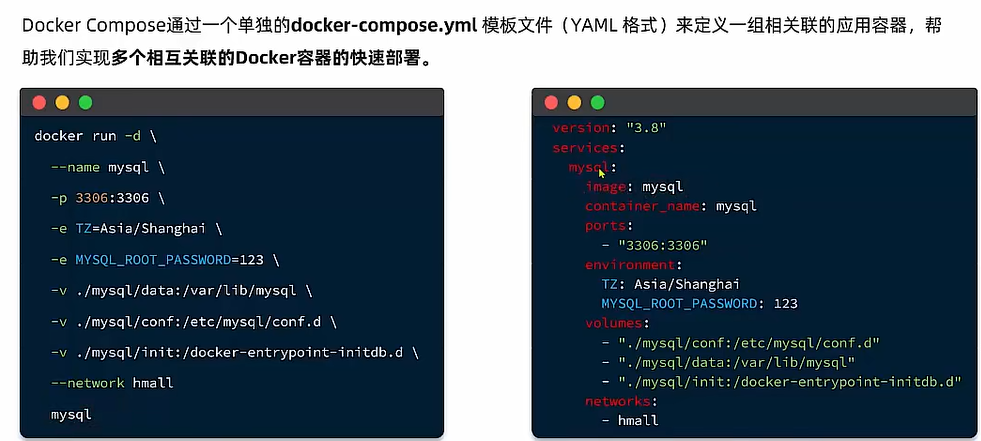 Docker Compose通过一个单独的docker-compose.yml 模板文件（YAML 格式）来定义一组相关联的应用容器，帮
助我们实现多个相互关联的Docker容器的快速部署。
docker run -d \
--name mysql \
-p 3306:3306 \
-e TZ=Asia/Shanghai \
-e MYSQL_ROOT_PASSWORD=123 \
-v ./mysql/data:/var/lib/mysql \
-v ./mysql/conf:/etc/mysql/conf.d \
-v ./mysql/init:/docker-entrypoint-initdb.d \
--network hmall
mysql
version: "3.8"
services:
mysql:
image: mysql
container_name: mysql
ports:
- "3306:3306"
environment:
TZ: Asia/Shanghai
MYSQL_ROOT_PASSWORD: 123
volumes:
- "./mysql/conf:/etc/mysql/conf.d"
- "./mysql/data:/var/lib/mysql"
- "./mysql/init:/docker-entrypoint-initdb.d"
networks:
- hmall